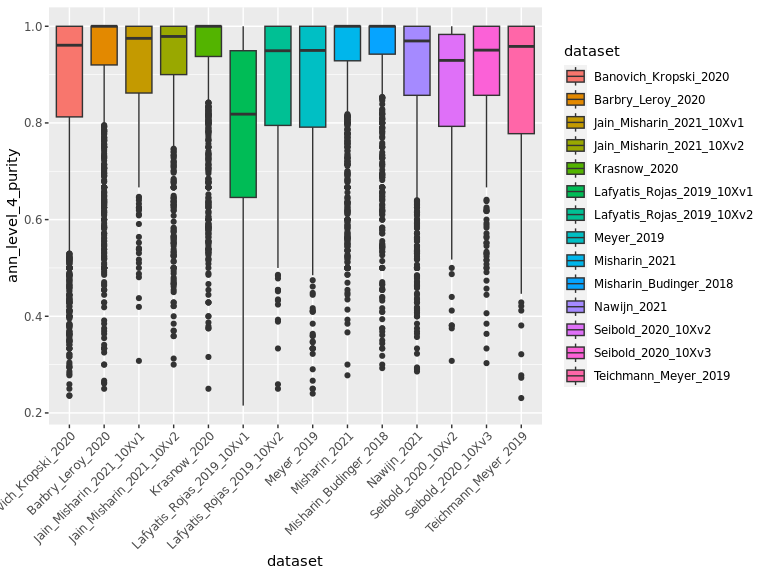 ann_level_4_purity
1.0
0.8
0.6
0.4
0.2
vich_Kropski_2020
Barbry_Leroy_2020
Jain_Misharin_2021_10Xv1
Jain_Misharin_2021_10Xv2
Krasnow_2020
Lafyatis_Rojas_2019_10Xv1
Lafyatis_Rojas_2019_10Xv2
Meyer_2019
Misharin_2021
Misharin_Budinger_2018
Nawijn_2021
Seibold_2020_10Xv2
Seibold_2020_10Xv3
Teichmann_Meyer_2019
dataset
dataset
Banovich_Kropski_2020
Barbry_Leroy_2020
Jain_Misharin_2021_10Xv1
Jain_Misharin_2021_10Xv2
Krasnow_2020
Lafyatis_Rojas_2019_10Xv1
Lafyatis_Rojas_2019_10Xv2
Meyer_2019
Misharin_2021
Misharin_Budinger_2018
Nawijn_2021
Seibold_2020_10Xv2
Seibold_2020_10Xv3
Teichmann_Meyer_2019